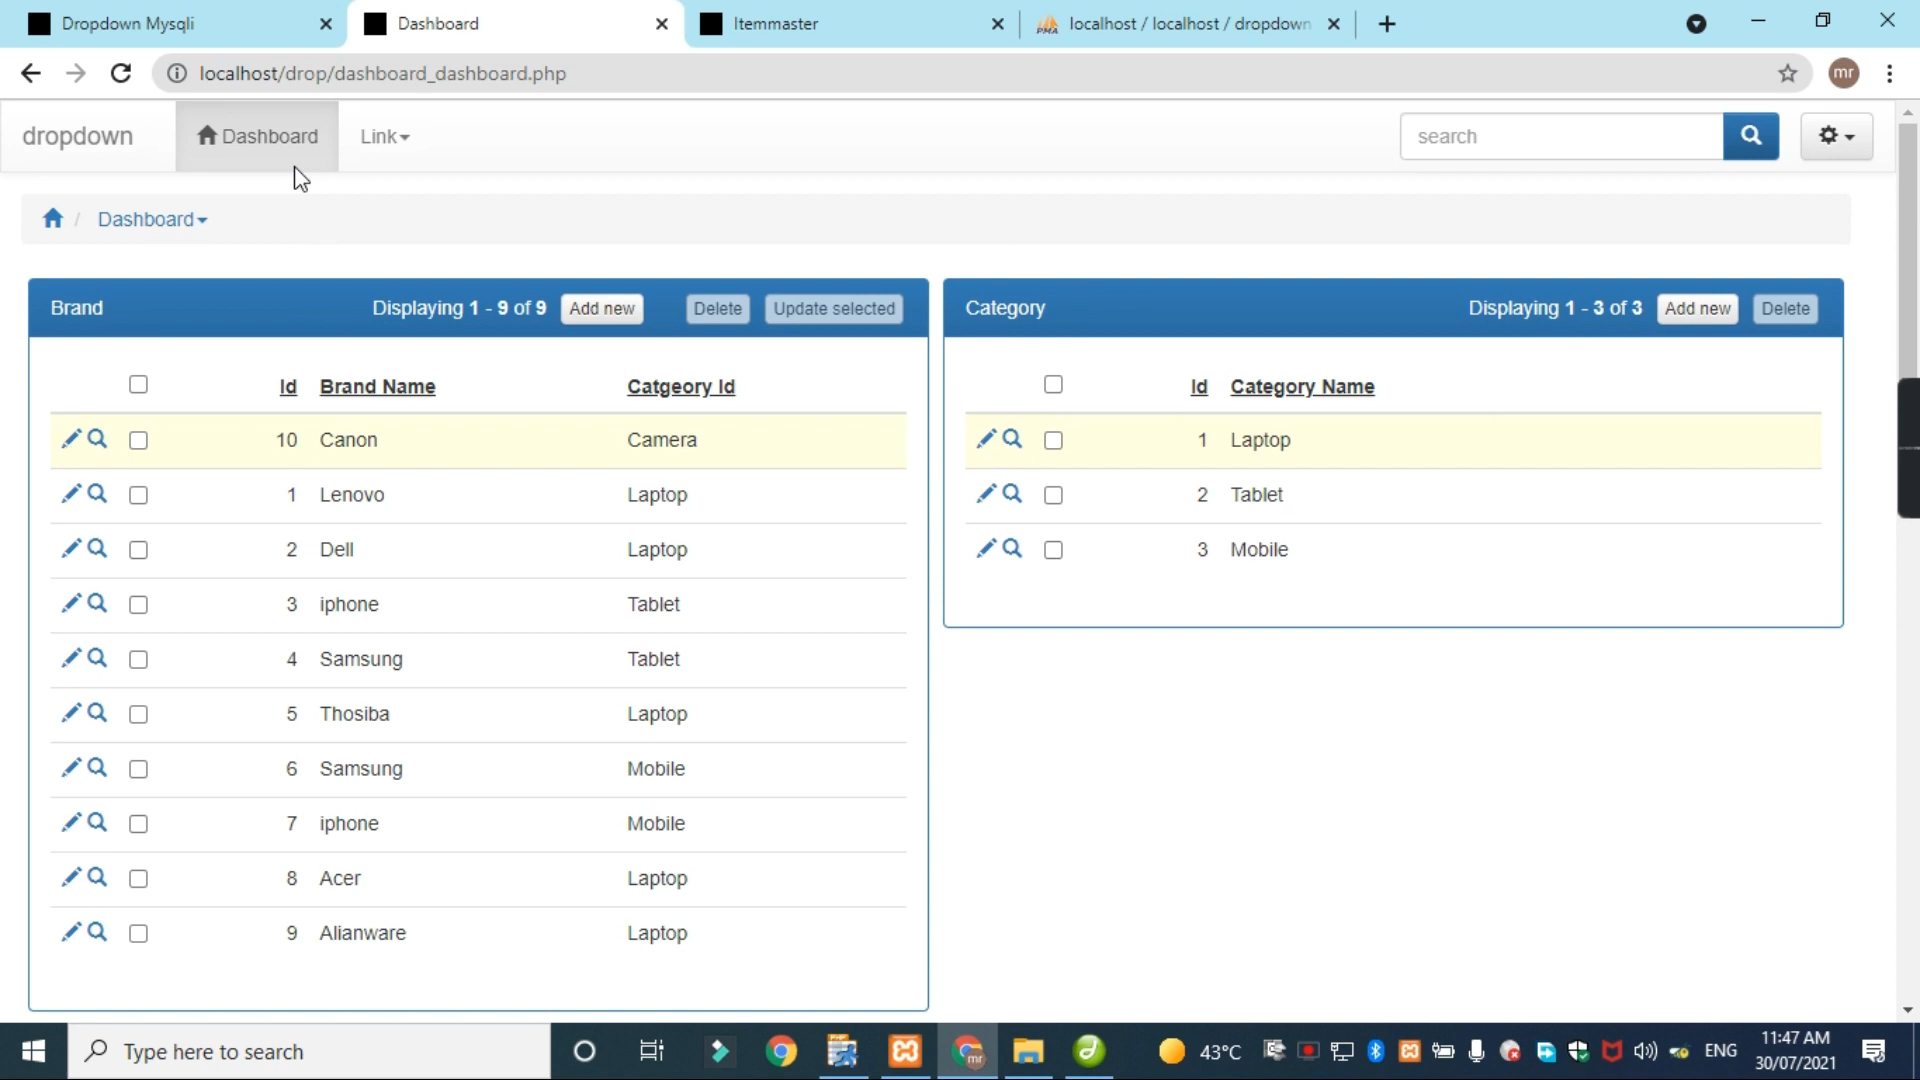 Dropdown Mysqli
Dashboard
Itemmaster
localhost / localhost / dropdown
localhost/drop/dashboard_dashboard.php
mr
dropdown
Dashboard
Link
search
/ Dashboard
Brand
Displaying 1 - 9 of 9
Add new
Delete
Update selected
Id Brand Name Catgeory Id
10 Canon Camera
1 Lenovo Laptop
2 Dell Laptop
3 iphone Tablet
4 Samsung Tablet
5 Thosiba Laptop
6 Samsung Mobile
7 iphone Mobile
8 Acer Laptop
9 Alianware Laptop
Category
Displaying 1 - 3 of 3
Add new
Delete
Id Category Name
1 Laptop
2 Tablet
3 Mobile
Type here to search
mr
43°C
ENG
11:47 AM
30/07/2021